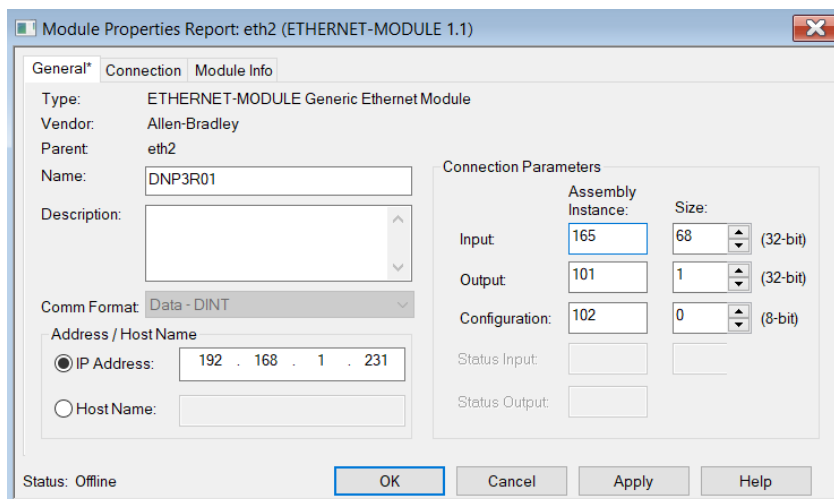 Module Properties Report: eth2 (ETHERNET-MODULE 1.1)
General* Connection Module Info
Type: ETHERNET-MODULE Generic Ethernet Module
Vendor: Allen-Bradley
Parent: eth2
Name: DNP3R01
Description:
Comm Format: Data - DINT
Address / Host Name
IP Address: 192 . 168 . 1 . 231
Host Name:
Connection Parameters
Assembly
Instance: Size:
Input: 165 68 (32-bit)
Output: 101 1 (32-bit)
Configuration: 102 0 (8-bit)
Status Input:
Status Output:
Status: Offline OK Cancel Apply Help